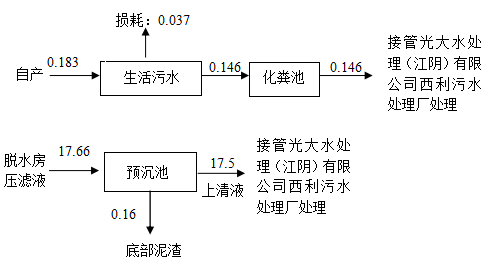 损耗：0.037
自产
0.183
生活污水
0.146
化粪池
0.146
接管光大水处
理（江阴）有限
公司西利污水
处理厂处理
脱水房
压滤液
17.66
预沉池
17.5
上清液
接管光大水处
理（江阴）有限
公司西利污水
处理厂处理
0.16
底部泥渣